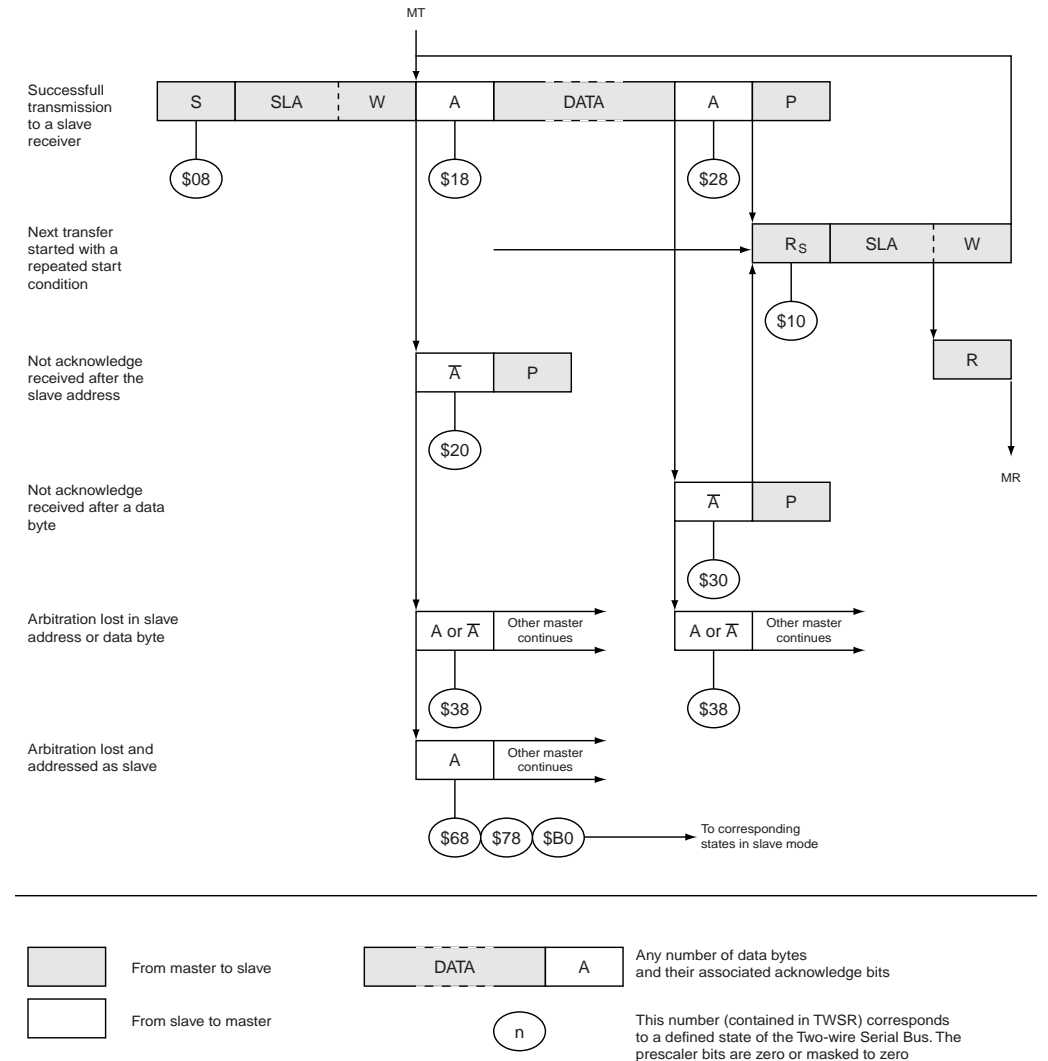 MT
Successfull
transmission
to a slave
receiver
S SLA W A DATA A P
$08 $18 $28
Next transfer
started with a
repeated start
condition
RS SLA W
$10
Not acknowledge
received after the
slave address
A̅ P
R
$20
MR
Not acknowledge
received after a data
byte
A̅ P
$30
Arbitration lost in slave
address or data byte
A or A̅ Other master
continues
A or A̅ Other master
continues
$38 $38
Arbitration lost and
addressed as slave
A Other master
continues
$68 $78 $B0
To corresponding
states in slave mode
From master to slave
DATA A
Any number of data bytes
and their associated acknowledge bits
From slave to master
n
This number (contained in TWSR) corresponds
to a defined state of the Two-wire Serial Bus. The
prescaler bits are zero or masked to zero